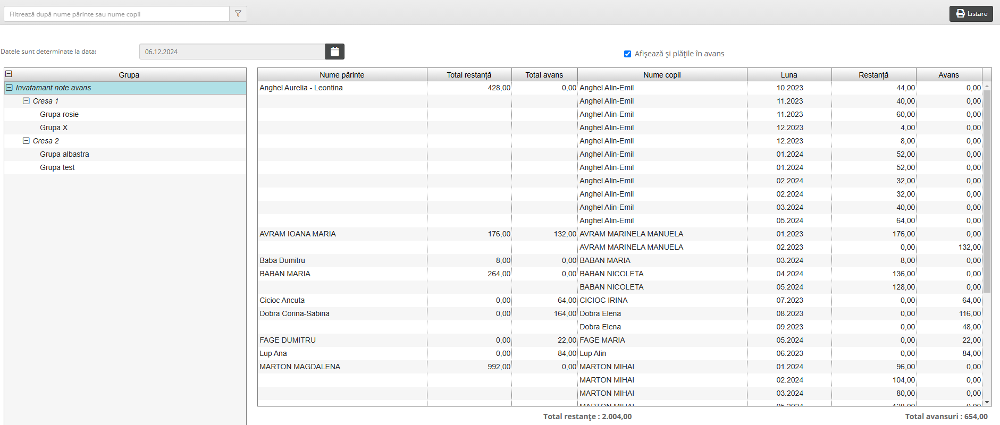 Filtrează după nume părinte sau nume copil
Listare
Datele sunt determinate la data: 06.12.2024
Afişează şi plăţile în avans
Grupa
Invatamant note avans
Cresa 1
Grupa rosie
Grupa X
Cresa 2
Grupa albastra
Grupa test
Nume părinte Total restanță Total avans Nume copil Luna Restanță Avans
Anghel Aurelia - Leontina 428,00 0,00 Anghel Alin-Emil 10.2023 44,00 0,00
Anghel Alin-Emil 11.2023 40,00 0,00
Anghel Alin-Emil 11.2023 60,00 0,00
Anghel Alin-Emil 12.2023 4,00 0,00
Anghel Alin-Emil 12.2023 8,00 0,00
Anghel Alin-Emil 01.2024 52,00 0,00
Anghel Alin-Emil 01.2024 52,00 0,00
Anghel Alin-Emil 02.2024 32,00 0,00
Anghel Alin-Emil 02.2024 32,00 0,00
Anghel Alin-Emil 03.2024 40,00 0,00
Anghel Alin-Emil 05.2024 64,00 0,00
AVRAM IOANA MARIA 176,00 132,00 AVRAM MARINELA MANUELA 01.2023 176,00 0,00
AVRAM MARINELA MANUELA 02.2023 0,00 132,00
Baba Dumitru 8,00 0,00 BABAN MARIA 03.2024 8,00 0,00
BABAN MARIA 264,00 0,00 BABAN NICOLETA 04.2024 136,00 0,00
BABAN NICOLETA 05.2024 128,00 0,00
Cicioc Ancuta 0,00 64,00 CICIOC IRINA 07.2023 0,00 64,00
Dobra Corina-Sabina 0,00 164,00 Dobra Elena 08.2023 0,00 116,00
Dobra Elena 09.2023 0,00 48,00
FAGE DUMITRU 0,00 22,00 FAGE MARIA 05.2024 0,00 22,00
Lup Ana 0,00 84,00 Lup Alin 06.2023 0,00 84,00
MARTON MAGDALENA 992,00 0,00 MARTON MIHAI 01.2024 96,00 0,00
MARTON MIHAI 02.2024 104,00 0,00
MARTON MIHAI 03.2024 80,00 0,00
Total restanţe : 2.004,00 Total avansuri : 654,00